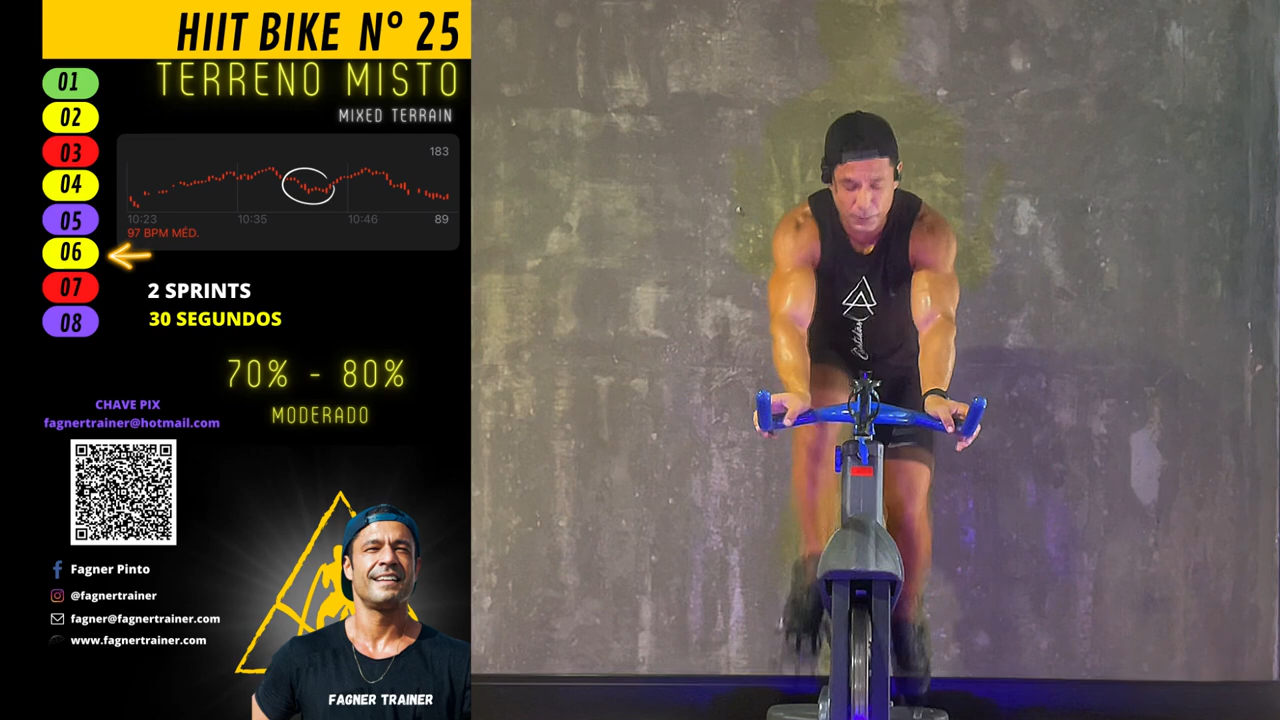 HIIT BIKE Nº 25
TERRENO MISTO
MIXED TERRAIN
01
02
03
04
05
06
07
08
183
10:23
10:35
10:46
89
97 BPM MÉD.
2 SPRINTS
30 SEGUNDOS
70% - 80%
MODERADO
CHAVE PIX
fagnertrainer@hotmail.com
Fagner Pinto
@fagnertrainer
fagner@fagnertrainer.com
www.fagnertrainer.com
FAGNER TRAINER